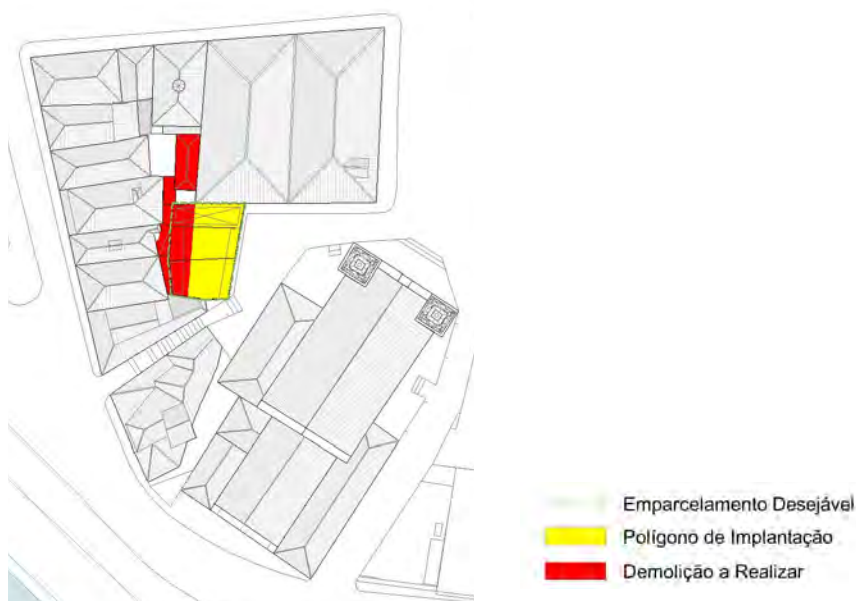 Emparcelamento Desejável
Polígono de Implantação
Demolição a Realizar